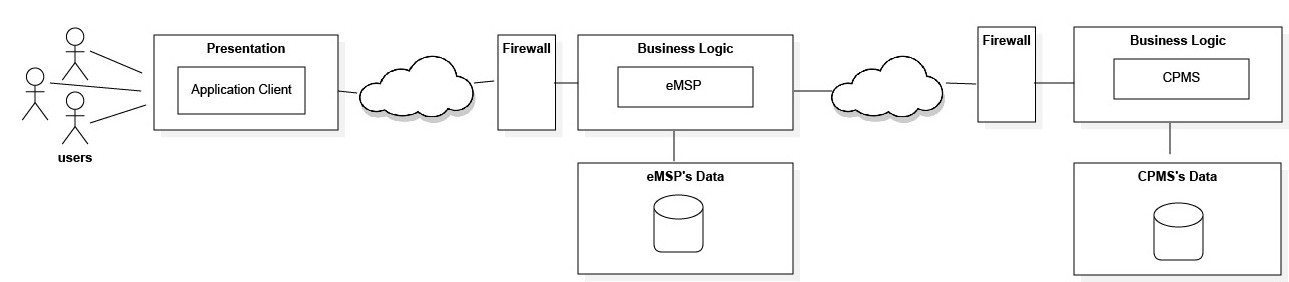 Presentation
Application Client
users
Firewall
Business Logic
eMSP
eMSP's Data
Firewall
Business Logic
CPMS
CPMS's Data